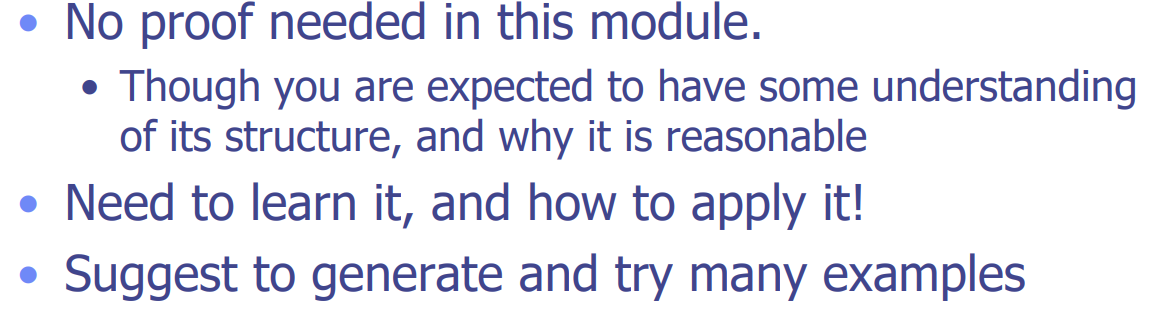 • No proof needed in this module.
• Though you are expected to have some understanding
of its structure, and why it is reasonable
• Need to learn it, and how to apply it!
• Suggest to generate and try many examples